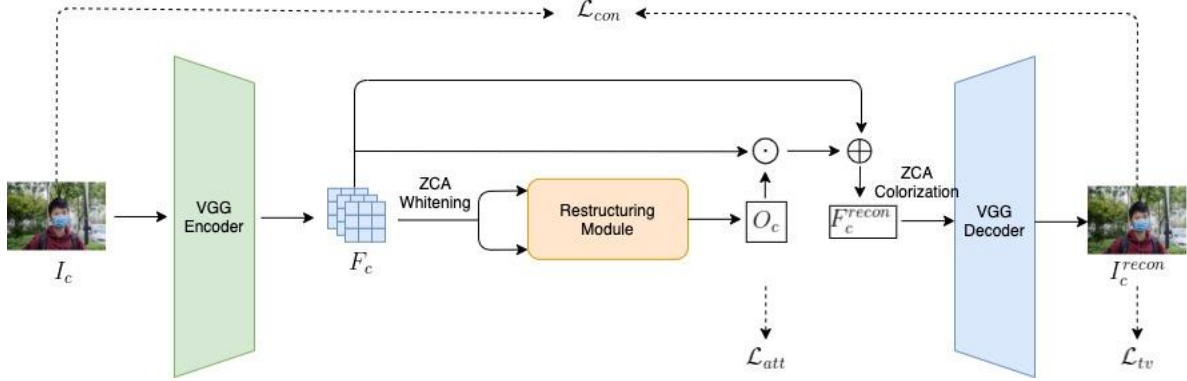 𝓛_con
ZCA
Whitening
ZCA
Colorization
VGG
Encoder
Restructuring
Module
VGG
Decoder
⊙
⊕
I_c
F_c
O_c
F_c^recon
I_c^recon
𝓛_att
𝓛_tv